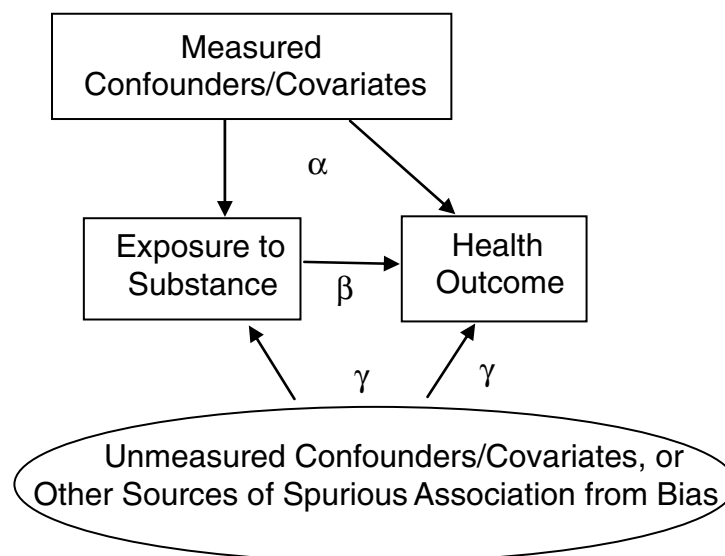 Measured
Confounders/Covariates
α
Exposure to
Substance
β
Health
Outcome
γ
γ
Unmeasured Confounders/Covariates, or
Other Sources of Spurious Association from Bias